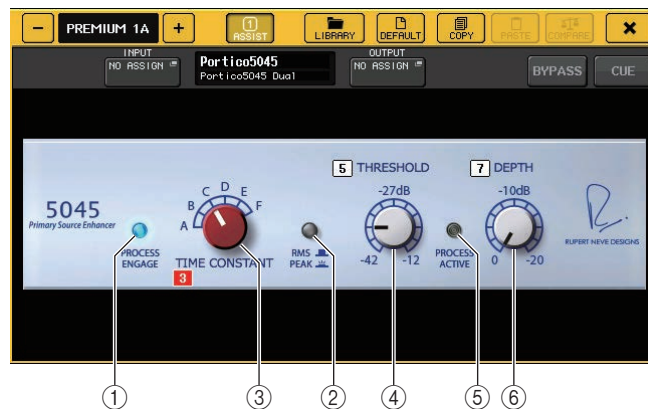 PREMIUM 1A
1
ASSIST
LIBRARY
DEFAULT
COPY
PASTE
COMPARE
INPUT
NO ASSIGN
Portico5045
Portico5045 Dual
OUTPUT
NO ASSIGN
BYPASS
CUE
5045
Primary Source Enhancer
PROCESS
ENGAGE
A B C D E F
TIME CONSTANT
3
RMS
PEAK
5 THRESHOLD
-27dB
-42 -12
PROCESS
ACTIVE
7 DEPTH
-10dB
0 -20
RUPERT NEVE DESIGNS
① ③ ② ④ ⑤ ⑥